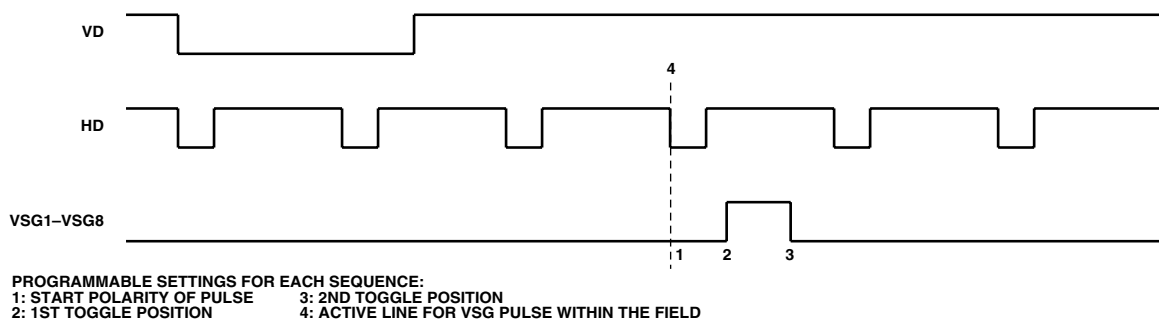 VD
4
HD
VSG1–VSG8
1 2 3
PROGRAMMABLE SETTINGS FOR EACH SEQUENCE:
1: START POLARITY OF PULSE 3: 2ND TOGGLE POSITION
2: 1ST TOGGLE POSITION 4: ACTIVE LINE FOR VSG PULSE WITHIN THE FIELD